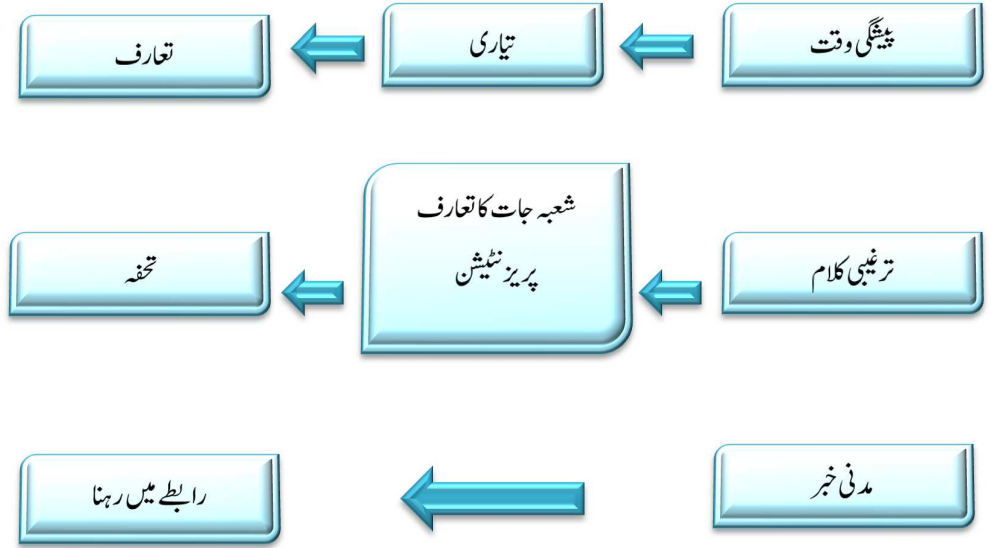 پیشگی وقت
تیاری
تعارف
ترغیبی کلام
شعبہ جات کا تعارف
پریزنٹیشن
تحفہ
مدنی خبر
رابطے میں رہنا